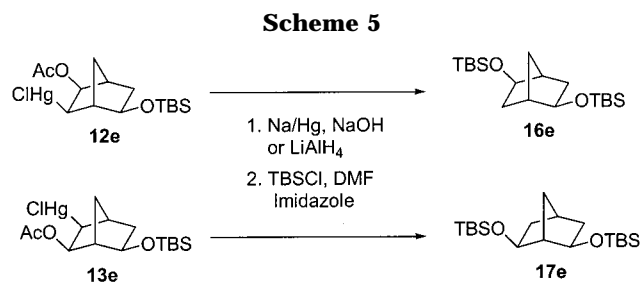 Scheme 5
AcO
ClHg
OTBS
12e
TBSO
OTBS
16e
1. Na/Hg, NaOH
or LiAlH₄
2. TBSCl, DMF
Imidazole
ClHg
AcO
OTBS
13e
TBSO
OTBS
17e